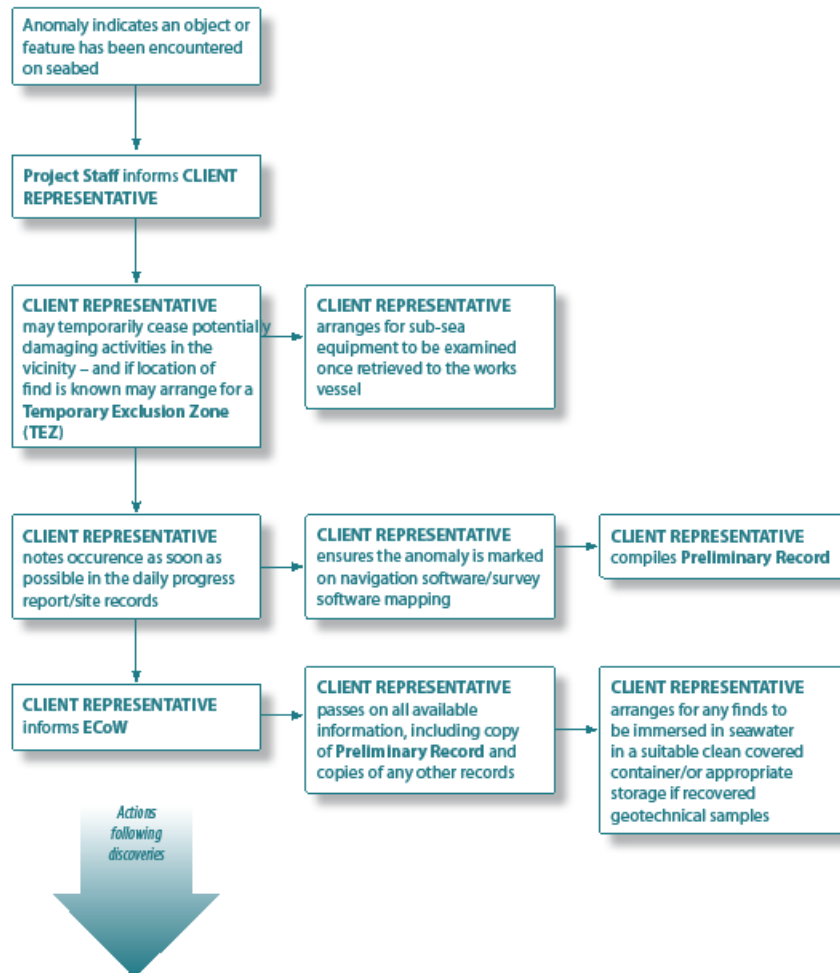 Anomaly indicates an object or
feature has been encountered
on seabed
Project Staff informs CLIENT
REPRESENTATIVE
CLIENT REPRESENTATIVE
may temporarily cease potentially
damaging activities in the
vicinity – and if location of
find is known may arrange for a
Temporary Exclusion Zone
(TEZ)
CLIENT REPRESENTATIVE
arranges for sub-sea
equipment to be examined
once retrieved to the works
vessel
CLIENT REPRESENTATIVE
notes occurence as soon as
possible in the daily progress
report/site records
CLIENT REPRESENTATIVE
ensures the anomaly is marked
on navigation software/survey
software mapping
CLIENT REPRESENTATIVE
compiles Preliminary Record
CLIENT REPRESENTATIVE
informs ECoW
CLIENT REPRESENTATIVE
passes on all available
information, including copy
of Preliminary Record and
copies of any other records
CLIENT REPRESENTATIVE
arranges for any finds to
be immersed in seawater
in a suitable clean covered
container/or appropriate
storage if recovered
geotechnical samples
Actions
following
discoveries